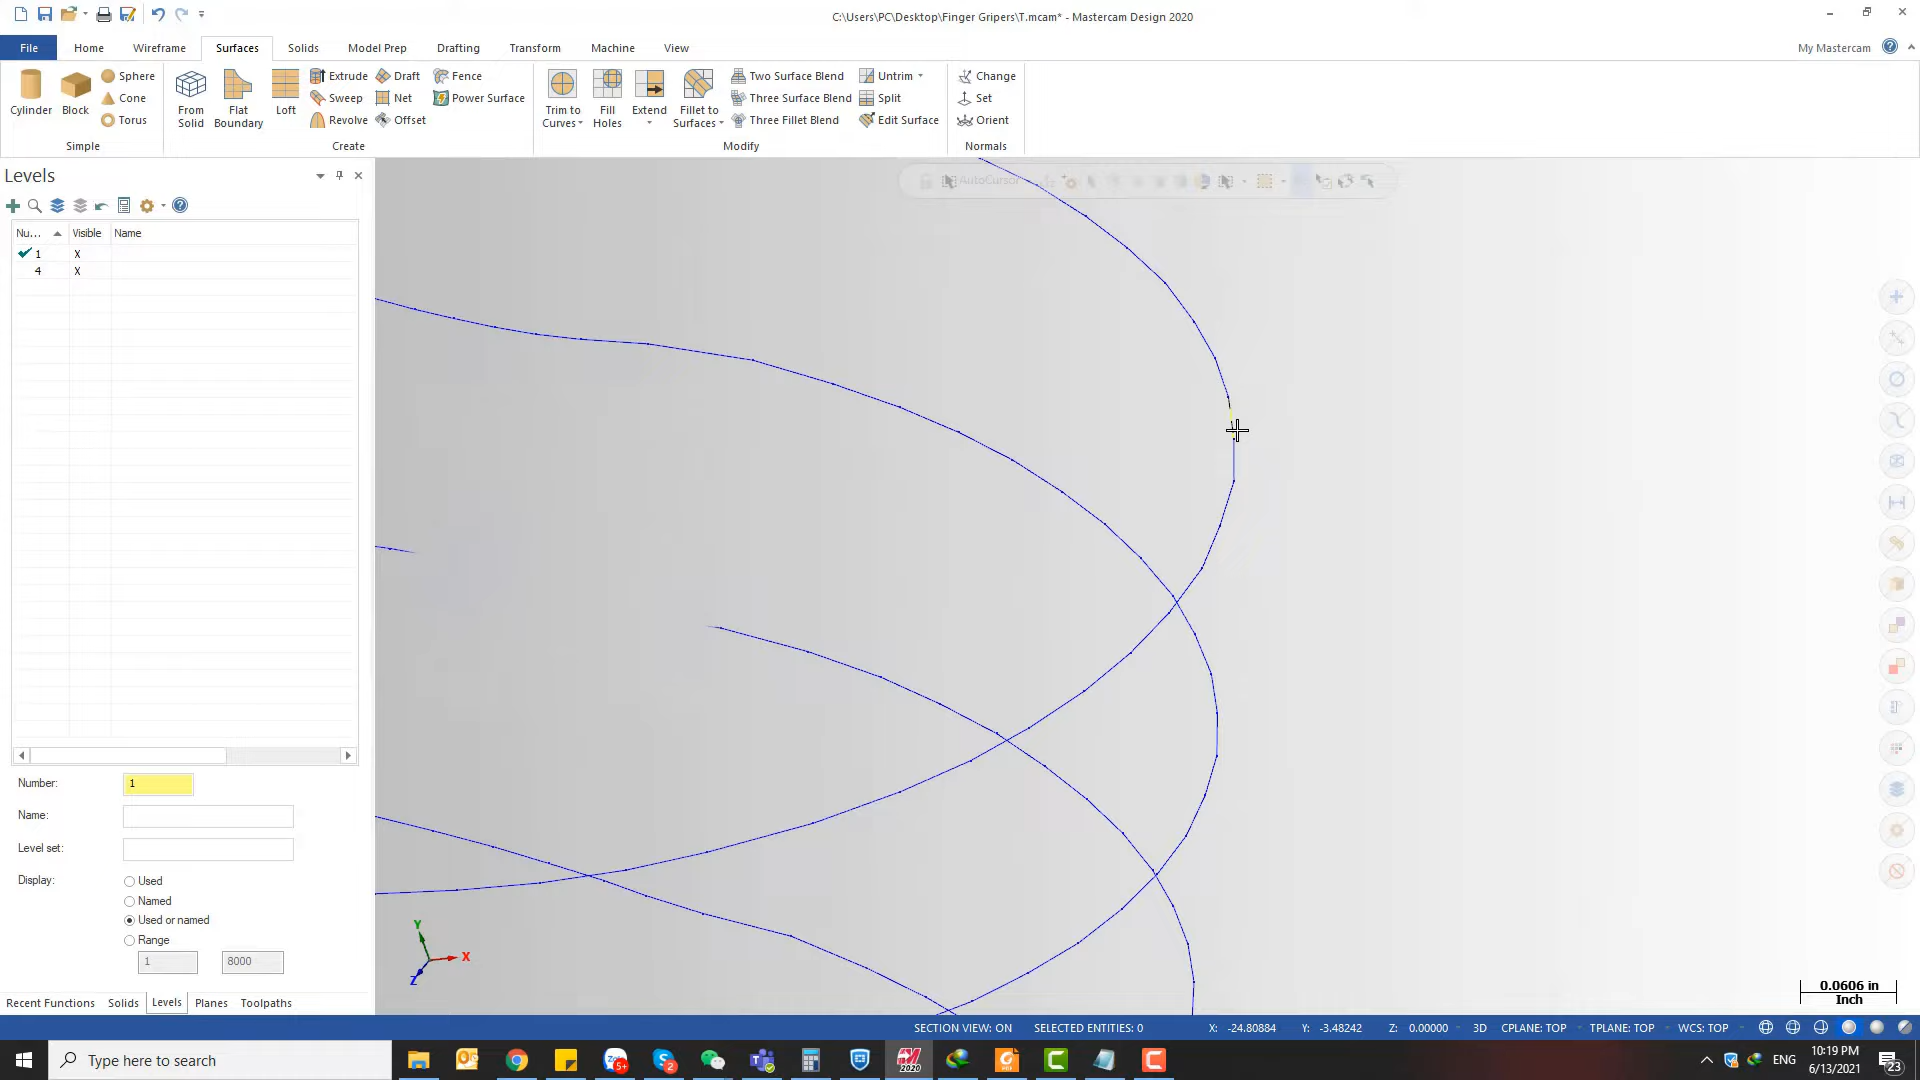 C:\Users\PC\Desktop\Finger Gripers\T.mcam* - Mastercam Design 2020
File Home Wireframe Surfaces Solids Model Prep Drafting Transform Machine View My Mastercam
Cylinder Block Sphere Cone Torus
Simple
From Solid Flat Boundary Loft Extrude Sweep Revolve Draft Net Offset Fence Power Surface
Create
Trim to Curves Fill Holes Extend Fillet to Surfaces Two Surface Blend Three Surface Blend Three Fillet Blend Untrim Split Edit Surface
Modify
Change Set Orient
Normals
Levels
AutoCursor
Nu... Visible Name
1 X
4 X
Number: 1
Name:
Level set:
Display: Used
Named
Used or named
Range
1 8000
Y
X
Z
0.0606 in
Inch
Recent Functions Solids Levels Planes Toolpaths
SECTION VIEW: ON SELECTED ENTITIES: 0 X: -24.80884 Y: -3.48242 Z: 0.00000 3D CPLANE: TOP TPLANE: TOP WCS: TOP
Type here to search
5+
2
2020
ENG
10:19 PM
6/13/2021
23